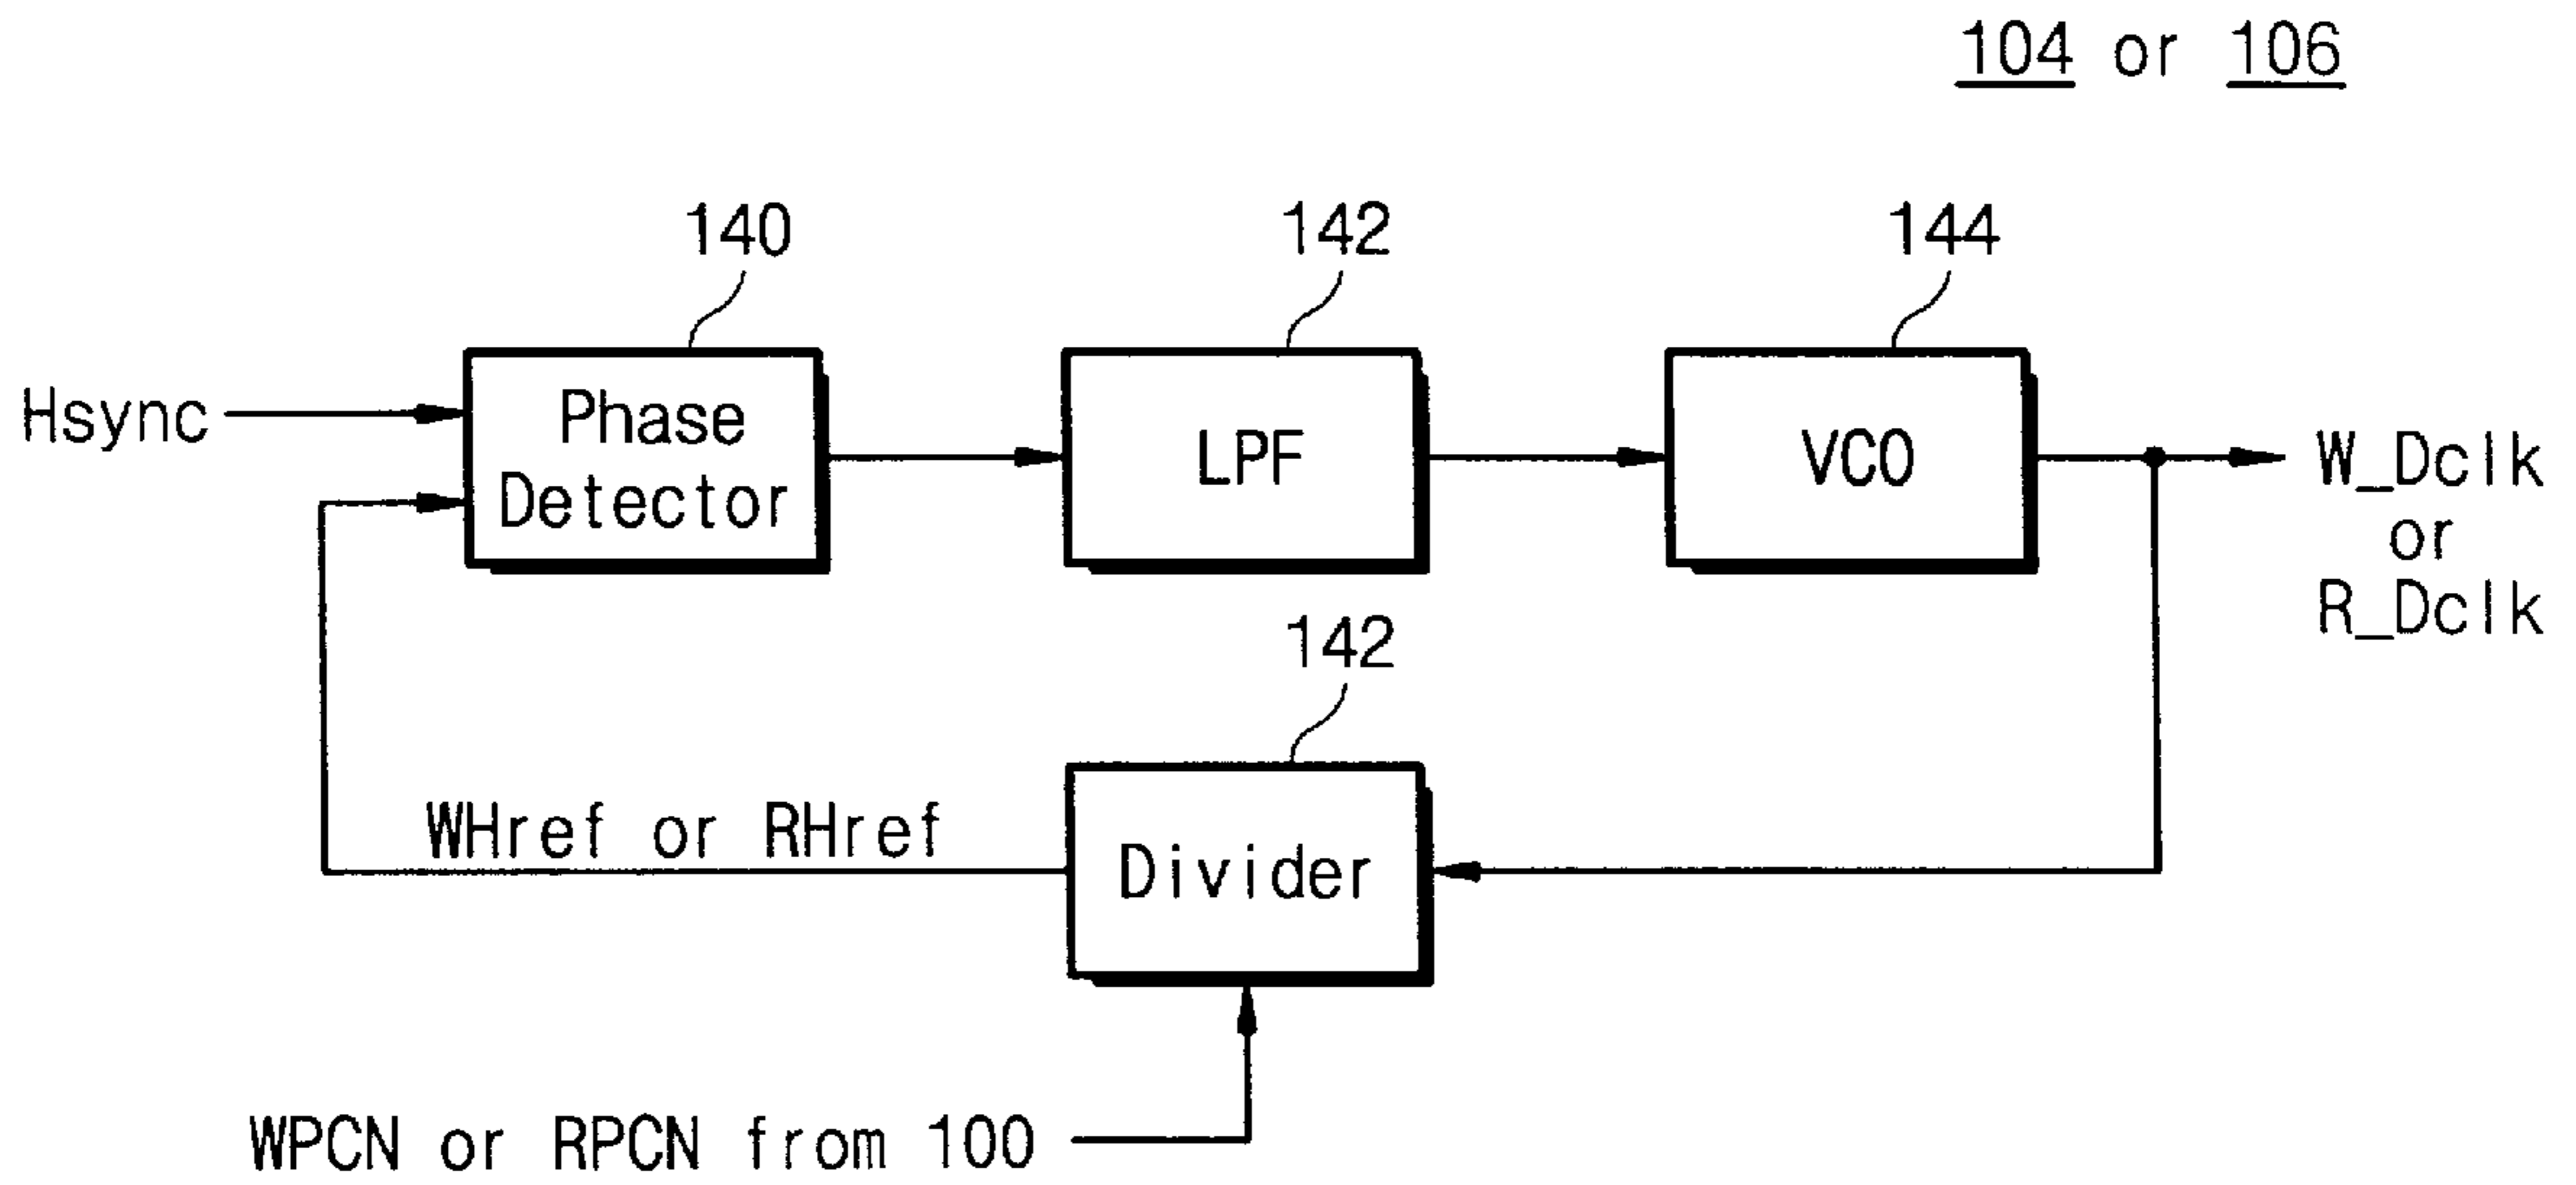 104 or 106
140
142
144
Hsync
Phase
Detector
LPF
VCO
W_Dclk
or
R_Dclk
142
WHref or RHref
Divider
WPCN or RPCN from 100